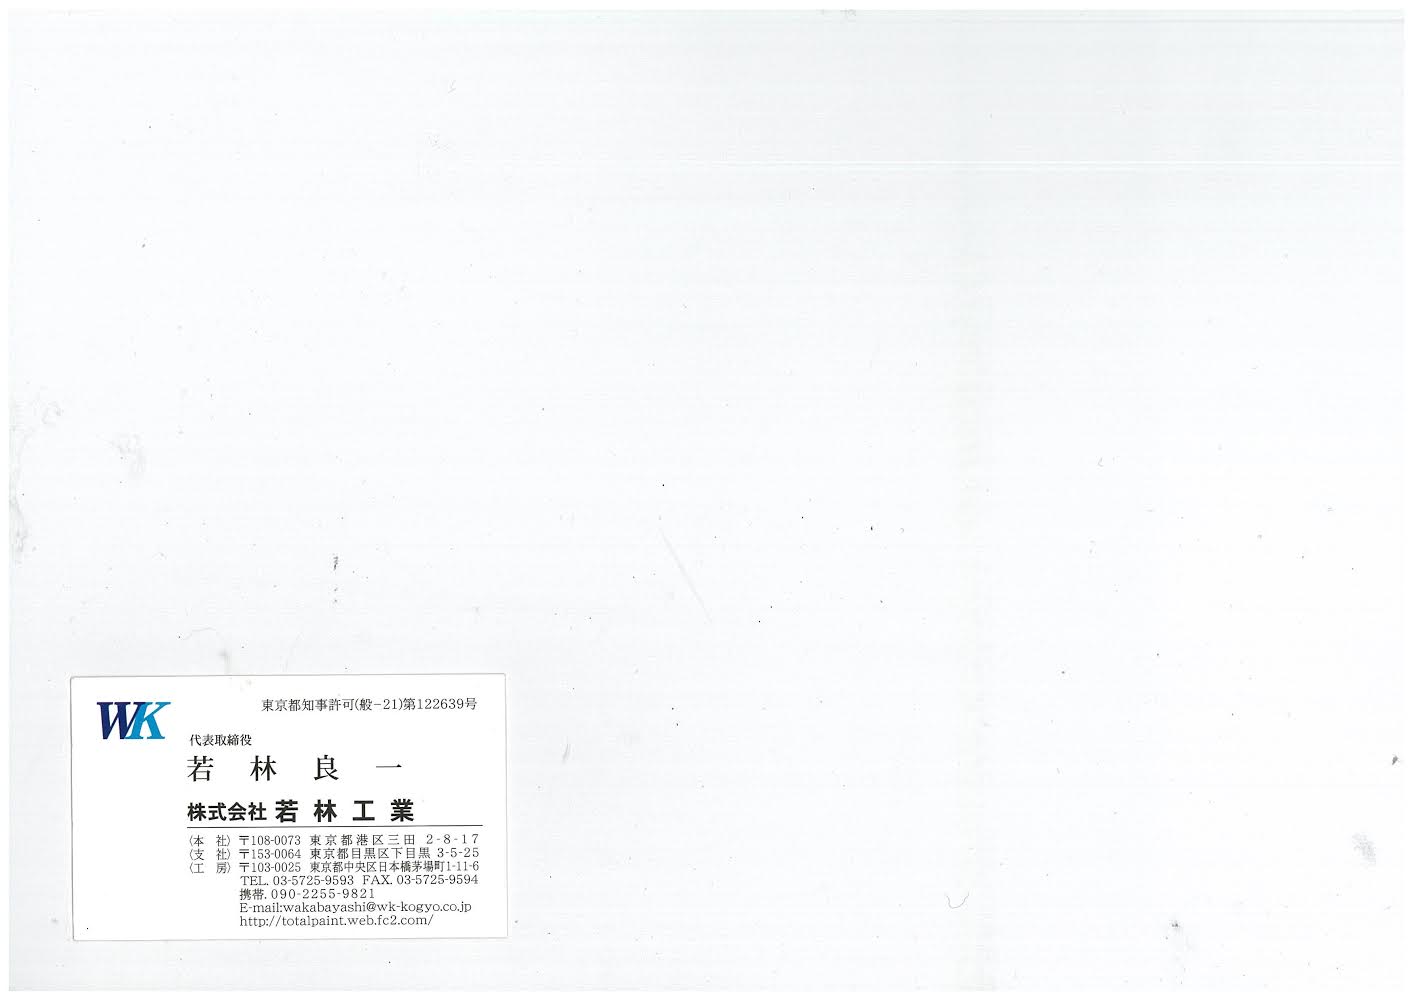 WK
東京都知事許可(般-21)第122639号
代表取締役
若 林 良 一
株式会社 若 林 工 業
〈本 社〉〒108-0073 東京都港区三田 2-8-17
〈支 社〉〒153-0064 東京都目黒区下目黒 3-5-25
〈工 房〉〒103-0025 東京都中央区日本橋茅場町1-11-6
TEL. 03-5725-9593 FAX. 03-5725-9594
携帯. 090-2255-9821
E-mail:wakabayashi@wk-kogyo.co.jp
http://totalpaint.web.fc2.com/